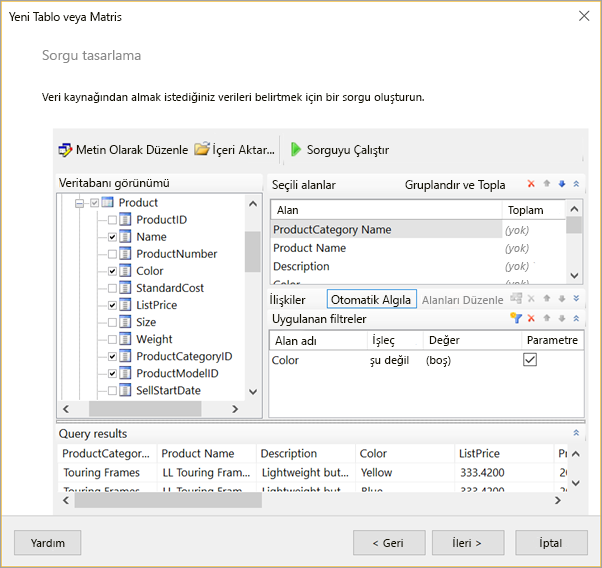 Yeni Tablo veya Matris
Sorgu tasarlama
Veri kaynağından almak istediğiniz verileri belirtmek için bir sorgu oluşturun.
Metin Olarak Düzenle İçeri Aktar... Sorguyu Çalıştır
Veritabanı görünümü
Product
ProductID
Name
ProductNumber
Color
StandardCost
ListPrice
Size
Weight
ProductCategoryID
ProductModelID
SellStartDate
Seçili alanlar Gruplandır ve Topla
Alan Toplam
ProductCategory Name (yok)
Product Name (yok)
Description (yok)
Color (yok)
İlişkiler Otomatik Algıla Alanları Düzenle
Uygulanan filtreler
Alan adı İşleç Değer Parametre
Color şu değil (boş)
Query results
ProductCategor... Product Name Description Color ListPrice
Touring Frames LL Touring Fram... Lightweight but... Yellow 333.4200
Touring Frames LL Touring Fram... Lightweight but... Blue 333.4200
Yardım < Geri İleri > İptal